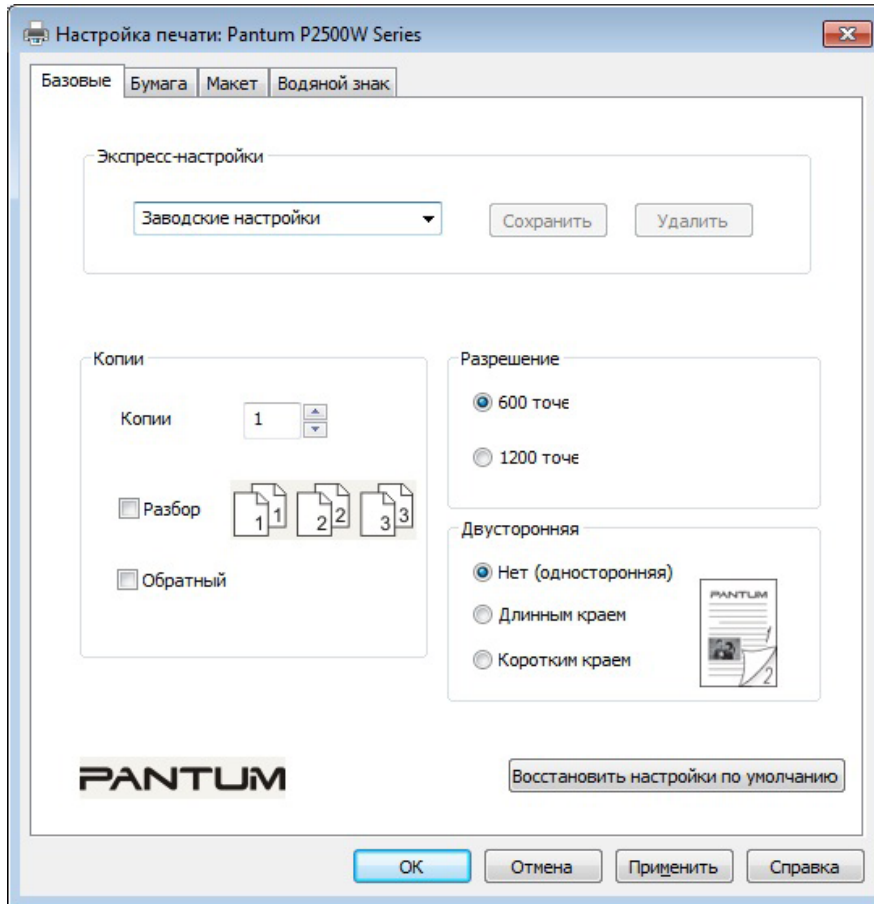 Настройка печати: Pantum P2500W Series
Базовые Бумага Макет Водяной знак
Экспресс-настройки
Заводские настройки Сохранить Удалить
Копии
Копии 1
Разбор 1 1 2 2 3 3
Обратный
Разрешение
600 точе
1200 точе
Двусторонняя
Нет (односторонняя)
Длинным краем
Коротким краем
PANTUM
1
2
PANTUM
Восстановить настройки по умолчанию
ОК Отмена Применить Справка